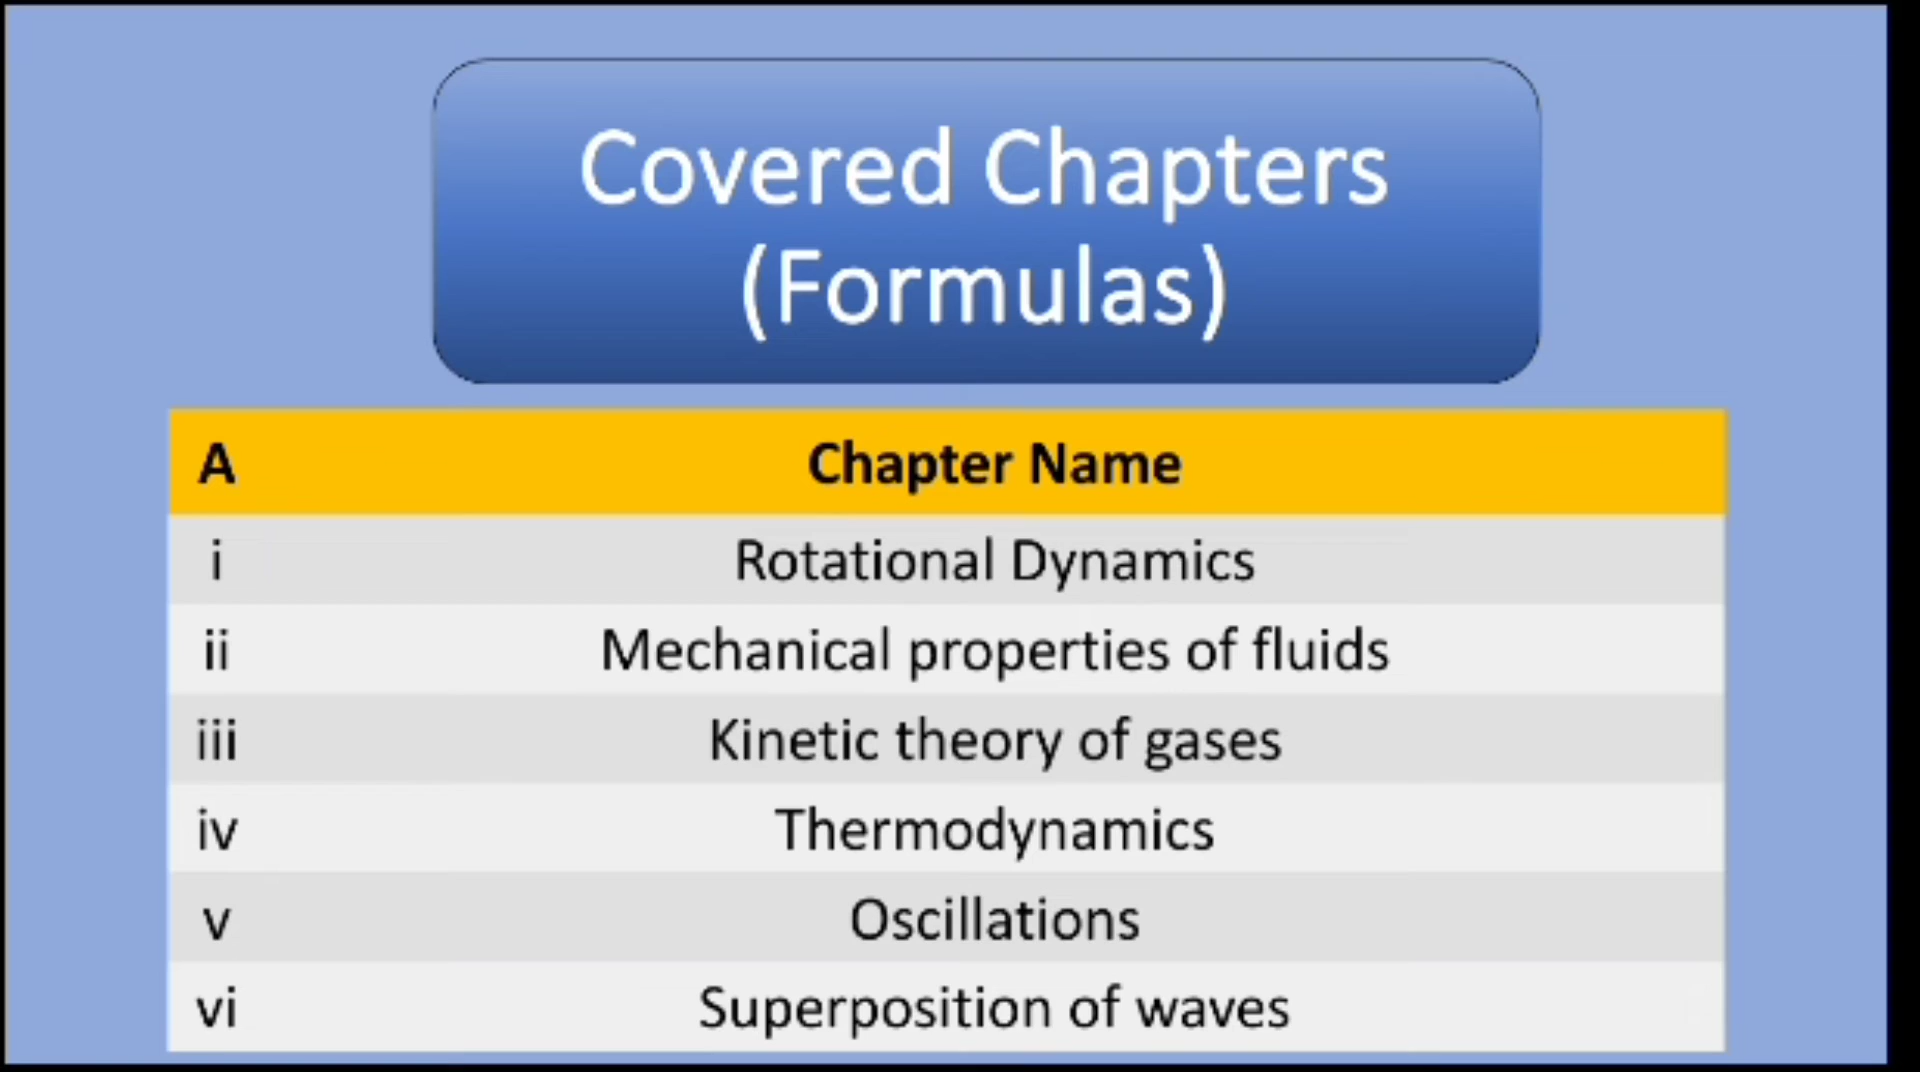 Covered Chapters
(Formulas)
A Chapter Name
i Rotational Dynamics
ii Mechanical properties of fluids
iii Kinetic theory of gases
iv Thermodynamics
v Oscillations
vi Superposition of waves